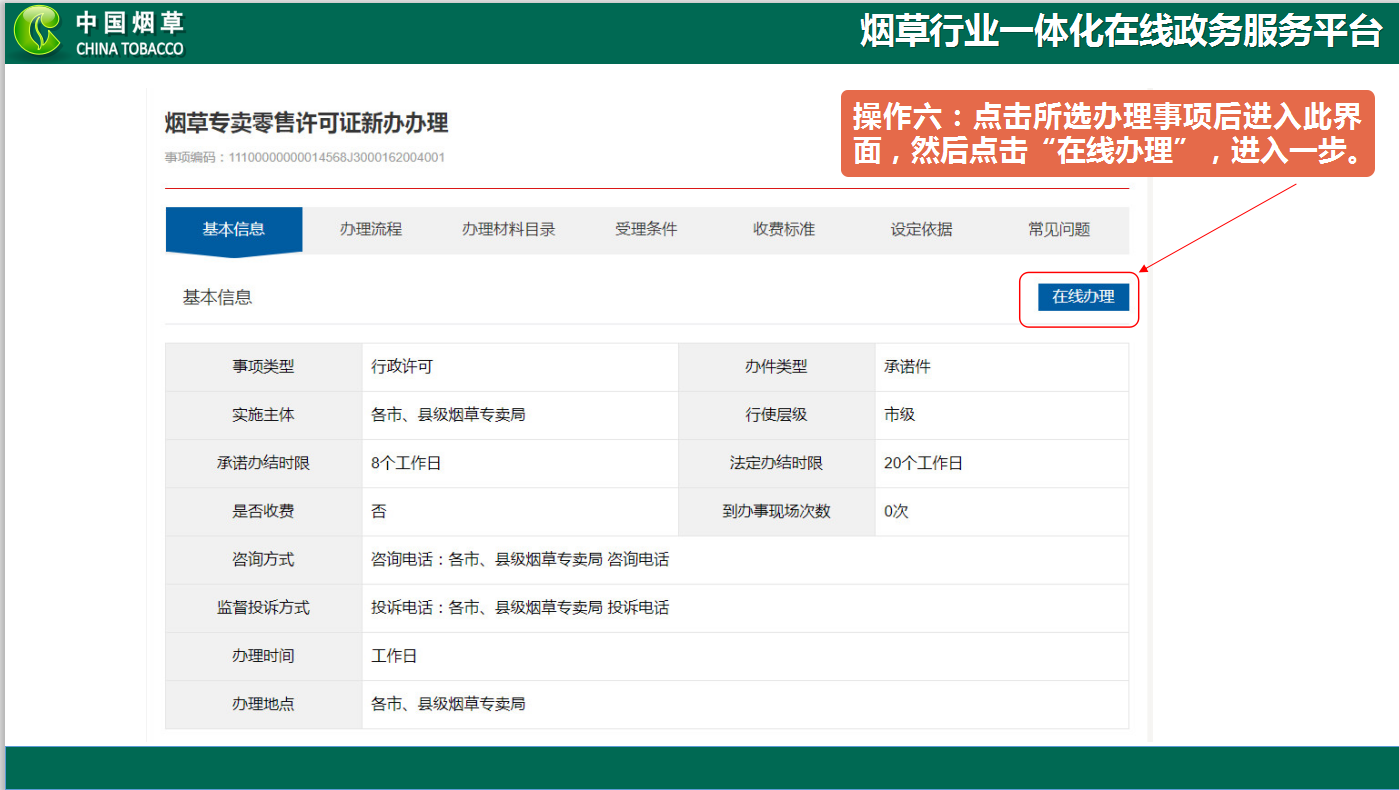 中国烟草
CHINA TOBACCO
烟草行业一体化在线政务服务平台
操作六：点击所选办理事项后进入此界
面，然后点击“在线办理”，进入一步。
烟草专卖零售许可证新办办理
事项编码：11100000000014568J3000162004001
基本信息 办理流程 办理材料目录 受理条件 收费标准 设定依据 常见问题
基本信息 在线办理
事项类型 行政许可 办件类型 承诺件
实施主体 各市、县级烟草专卖局 行使层级 市级
承诺办结时限 8个工作日 法定办结时限 20个工作日
是否收费 否 到办事现场次数 0次
咨询方式 咨询电话：各市、县级烟草专卖局 咨询电话
监督投诉方式 投诉电话：各市、县级烟草专卖局 投诉电话
办理时间 工作日
办理地点 各市、县级烟草专卖局